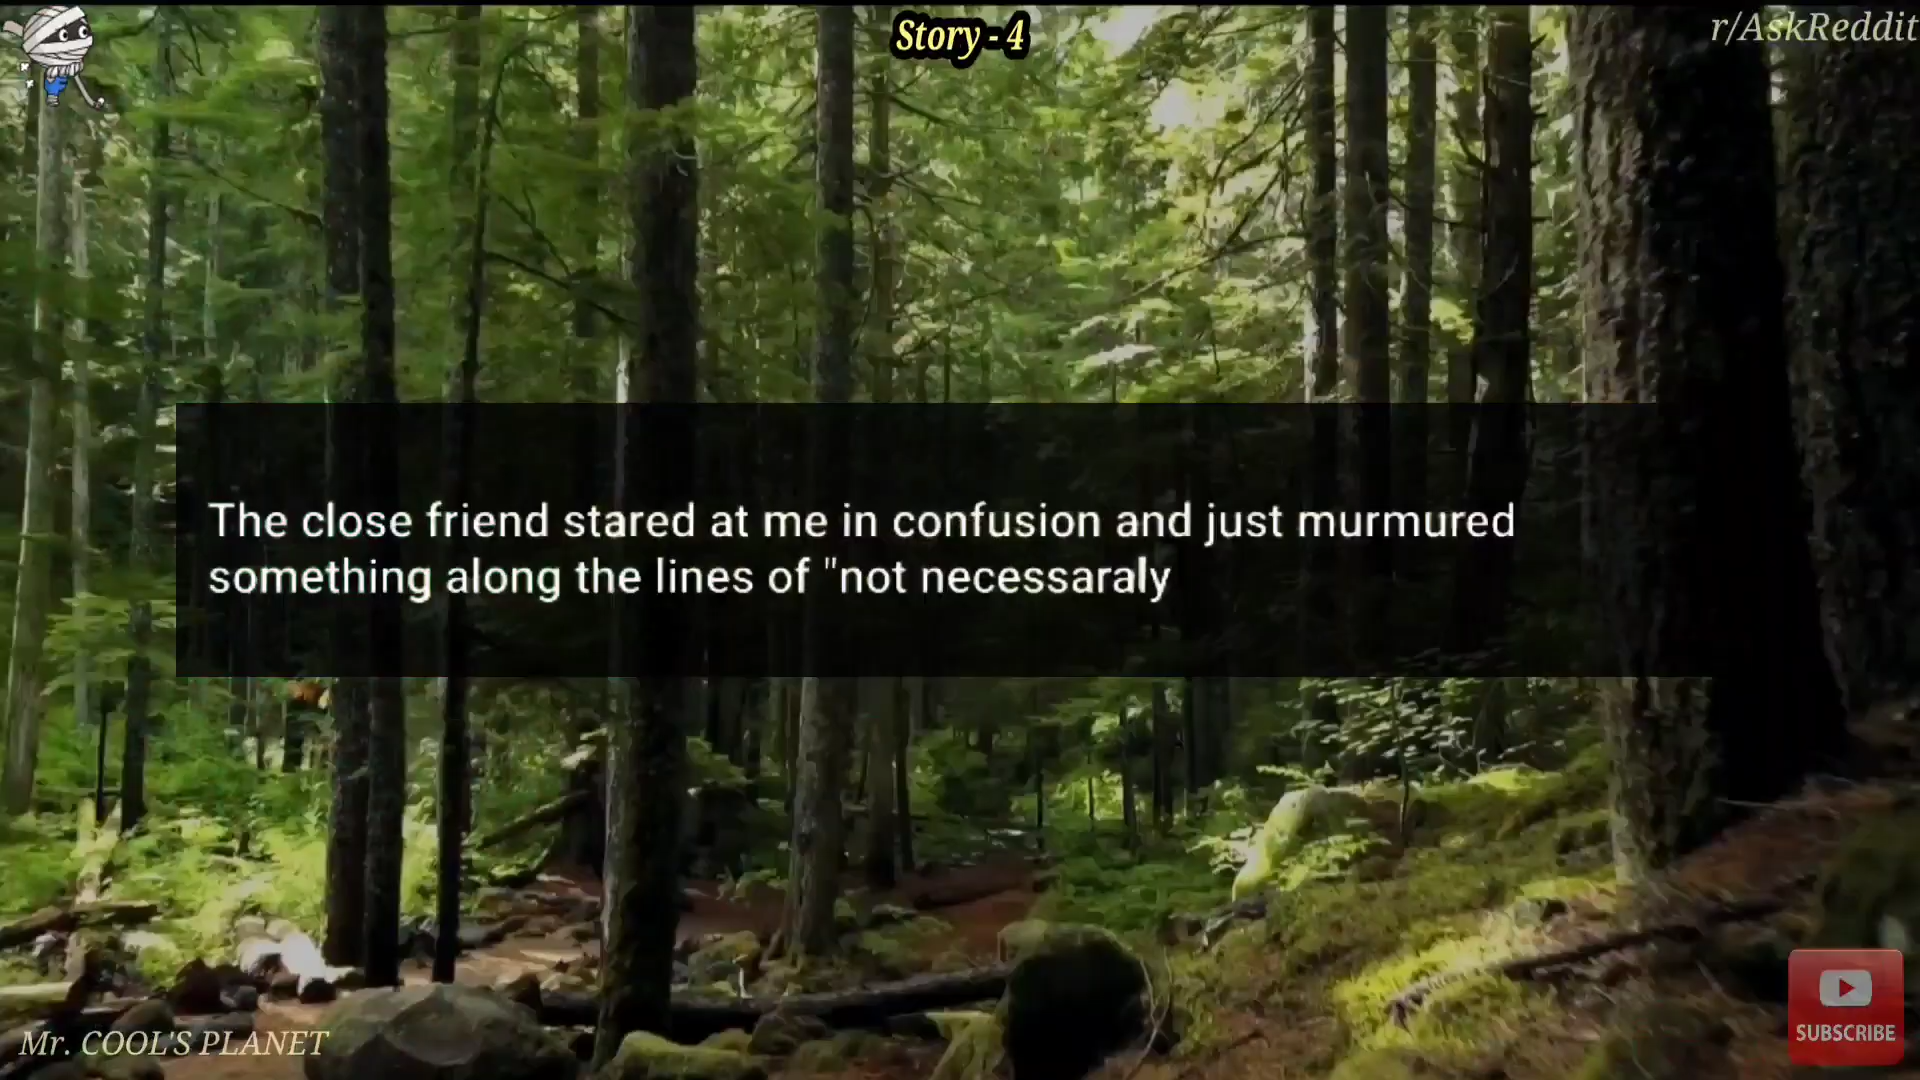 Story - 4
r/AskReddit
The close friend stared at me in confusion and just murmured
something along the lines of "not necessaraly
Mr. COOL'S PLANET
SUBSCRIBE